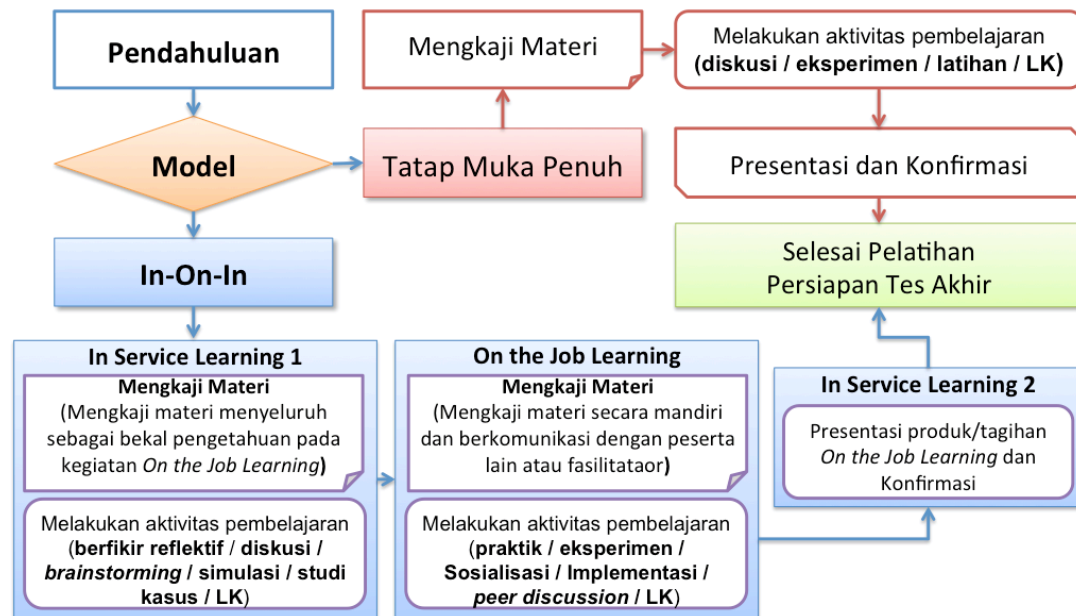 Pendahuluan
Model
Tatap Muka Penuh
Mengkaji Materi
Melakukan aktivitas pembelajaran
(diskusi / eksperimen / latihan / LK)
Presentasi dan Konfirmasi
Selesai Pelatihan
Persiapan Tes Akhir
In-On-In
In Service Learning 1
Mengkaji Materi
(Mengkaji materi menyeluruh
sebagai bekal pengetahuan pada
kegiatan On the Job Learning)
Melakukan aktivitas pembelajaran
(berfikir reflektif / diskusi /
brainstorming / simulasi / studi
kasus / LK)
On the Job Learning
Mengkaji Materi
(Mengkaji materi secara mandiri
dan berkomunikasi dengan peserta
lain atau fasilitataor)
Melakukan aktivitas pembelajaran
(praktik / eksperimen /
Sosialisasi / Implementasi /
peer discussion / LK)
In Service Learning 2
Presentasi produk/tagihan
On the Job Learning dan
Konfirmasi